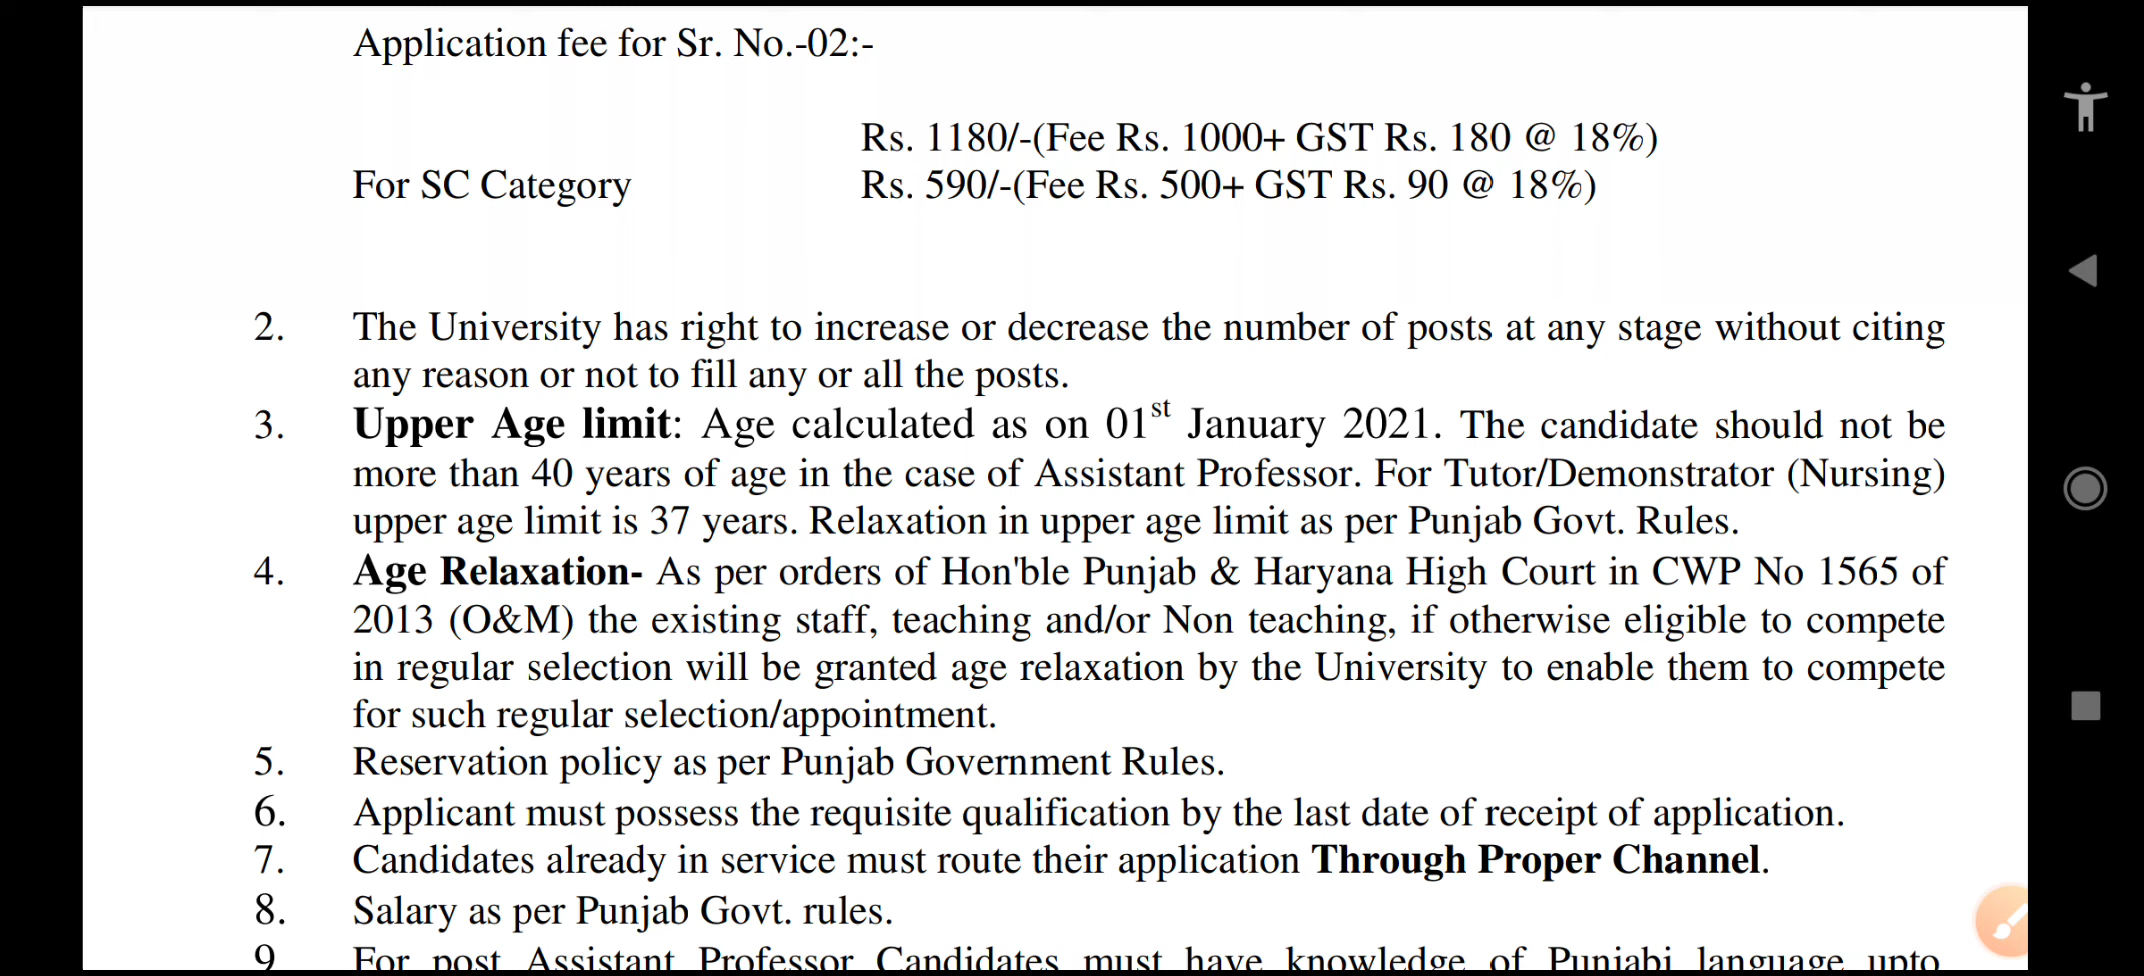 Application fee for Sr. No.-02:-
Rs. 1180/-(Fee Rs. 1000+ GST Rs. 180 @ 18%)
For SC Category Rs. 590/-(Fee Rs. 500+ GST Rs. 90 @ 18%)
2. The University has right to increase or decrease the number of posts at any stage without citing
any reason or not to fill any or all the posts.
3. Upper Age limit: Age calculated as on 01st January 2021. The candidate should not be
more than 40 years of age in the case of Assistant Professor. For Tutor/Demonstrator (Nursing)
upper age limit is 37 years. Relaxation in upper age limit as per Punjab Govt. Rules.
4. Age Relaxation- As per orders of Hon'ble Punjab & Haryana High Court in CWP No 1565 of
2013 (O&M) the existing staff, teaching and/or Non teaching, if otherwise eligible to compete
in regular selection will be granted age relaxation by the University to enable them to compete
for such regular selection/appointment.
5. Reservation policy as per Punjab Government Rules.
6. Applicant must possess the requisite qualification by the last date of receipt of application.
7. Candidates already in service must route their application Through Proper Channel.
8. Salary as per Punjab Govt. rules.
9 For post Assistant Professor Candidates must have knowledge of Punjabi language upto